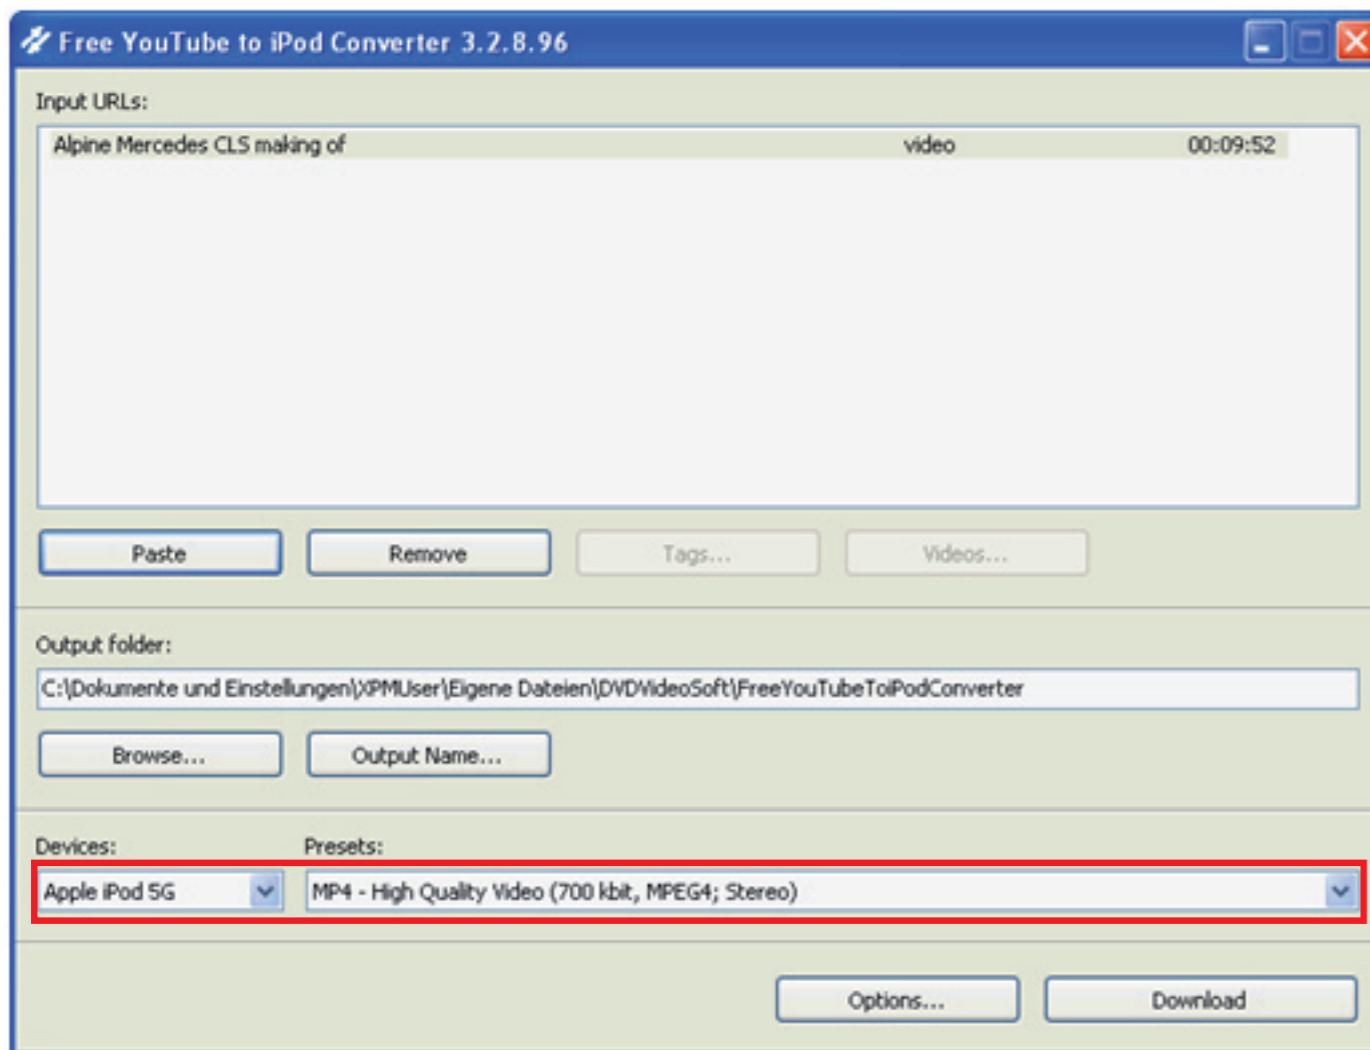 Free YouTube to iPod Converter 3.2.8.96
Input URLs:
Alpine Mercedes CLS making of video 00:09:52
Paste Remove Tags... Videos...
Output folder:
C:\Dokumente und Einstellungen\XPMUser\Eigene Dateien\DVDVideoSoft\FreeYouTubeToiPodConverter
Browse... Output Name...
Devices: Presets:
Apple iPod 5G MP4 - High Quality Video (700 kbit, MPEG4; Stereo)
Options... Download